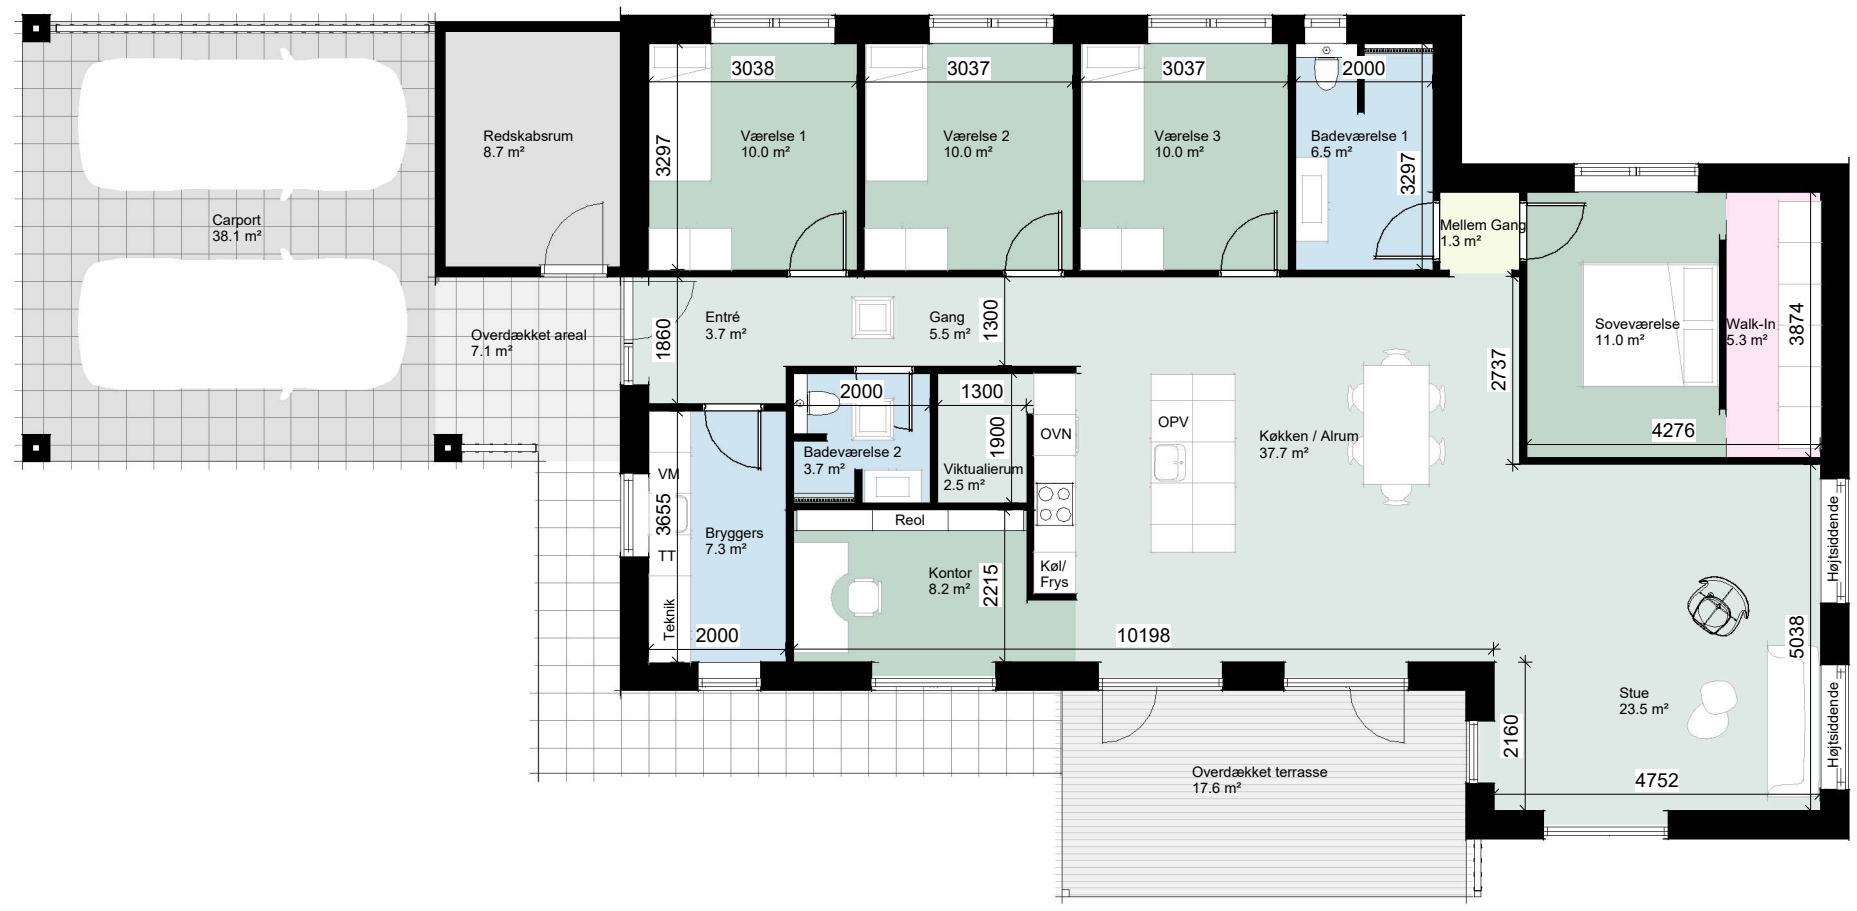 3038
3037
3037
2000
Redskabsrum
8.7 m²
3297
Værelse 1
10.0 m²
Værelse 2
10.0 m²
Værelse 3
10.0 m²
Badeværelse 1
6.5 m²
3297
Carport
38.1 m²
Mellem Gang
1.3 m²
Overdækket areal
7.1 m²
1860
Entré
3.7 m²
Gang
5.5 m²
1300
2737
Soveværelse
11.0 m²
Walk-In
5.3 m²
3874
2000
1300
1900
OVN
OPV
Køkken / Alrum
37.7 m²
4276
Badeværelse 2
3.7 m²
Viktualierum
2.5 m²
VM
3655
TT
Teknik
Bryggers
7.3 m²
2000
Reol
Kontor
8.2 m²
2215
Køl/
Frys
10198
Højtsiddende
5038
Højtsiddende
Stue
23.5 m²
2160
4752
Overdækket terrasse
17.6 m²